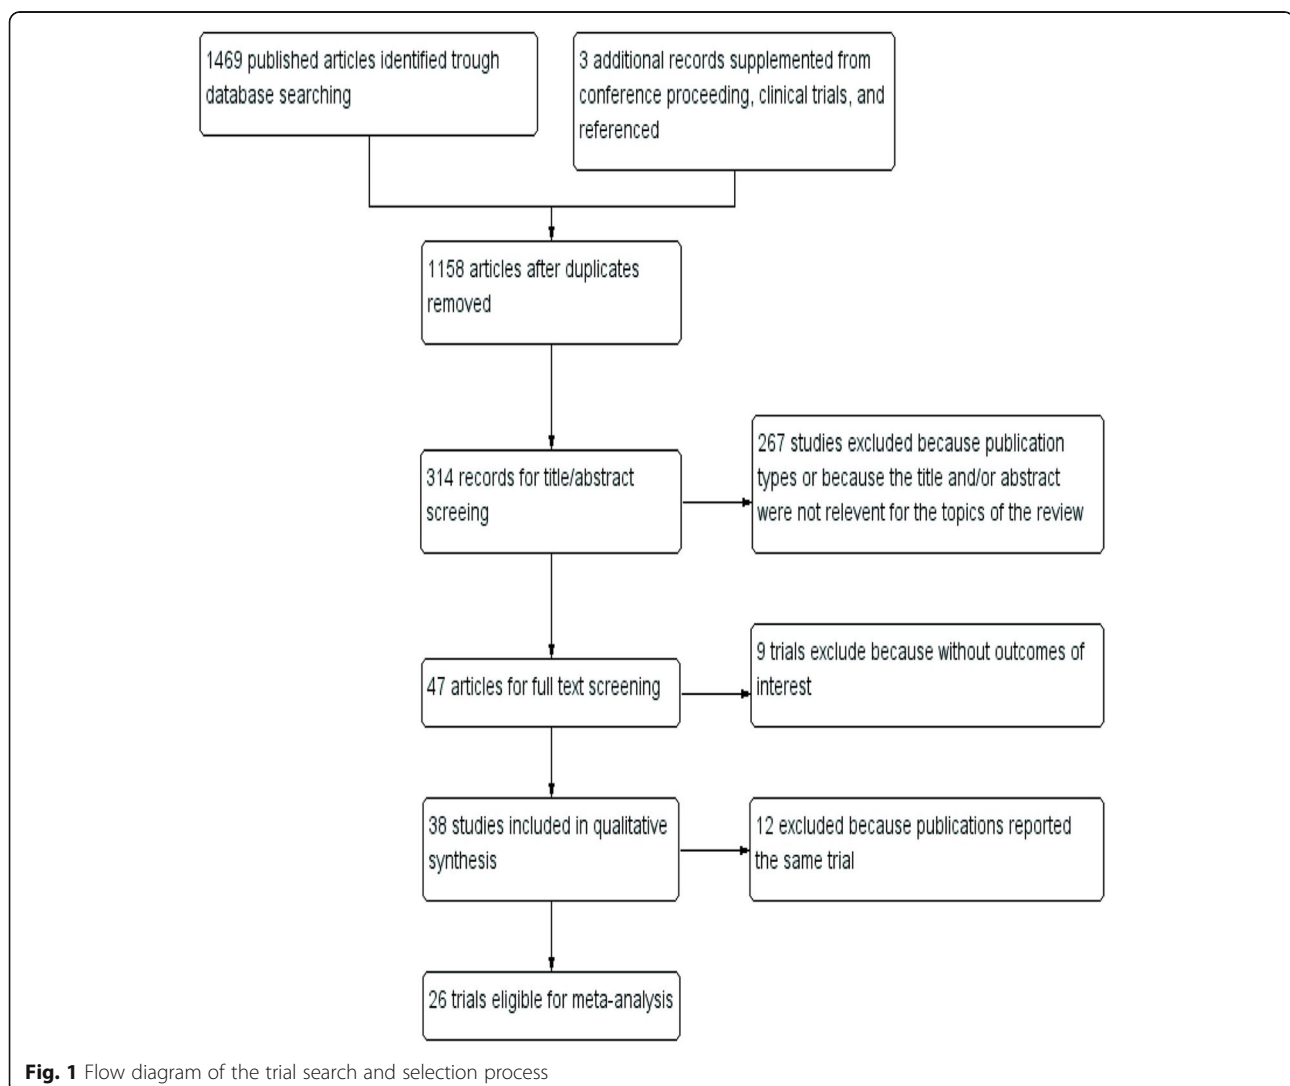 1469 published articles identified trough
database searching
3 additional records supplemented from
conference proceeding, clinical trials, and
referenced
1158 articles after duplicates
removed
314 records for title/abstract
screeing
267 studies excluded because publication
types or because the title and/or abstract
were not relevent for the topics of the review
47 articles for full text screening
9 trials exclude because without outcomes of
interest
38 studies included in qualitative
synthesis
12 excluded because publications reported
the same trial
26 trials eligible for meta-analysis
Fig. 1 Flow diagram of the trial search and selection process